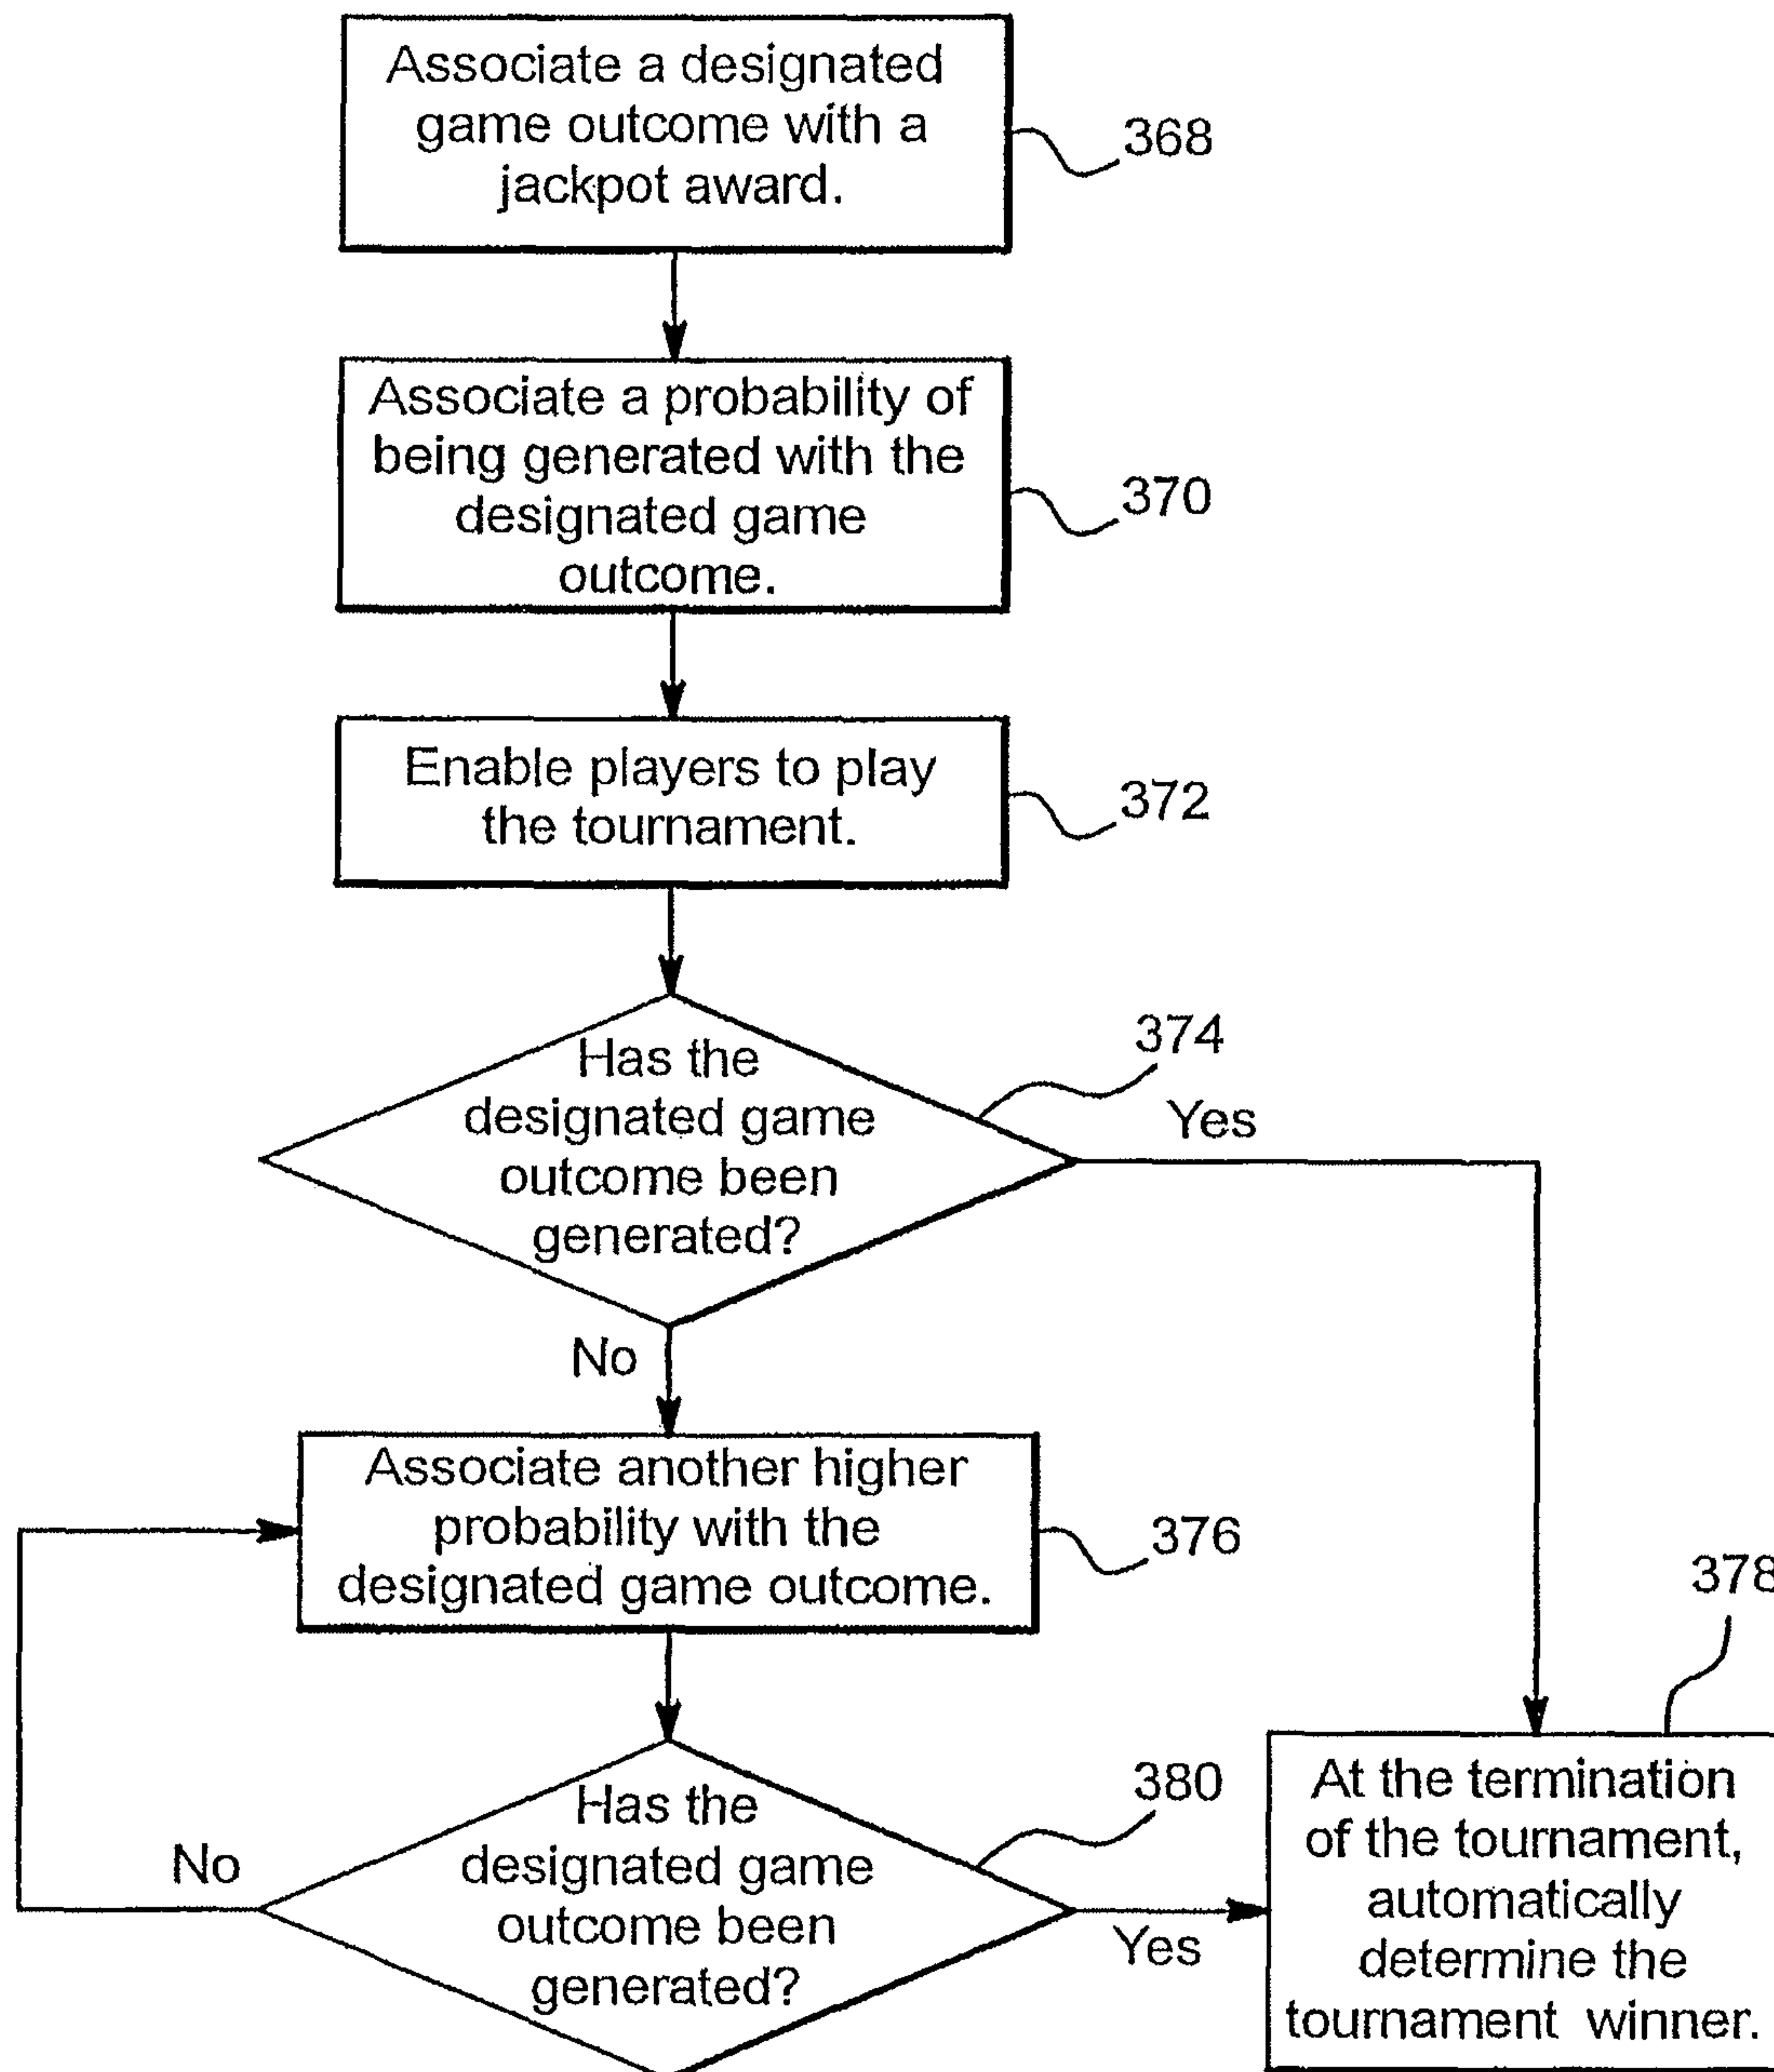 Associate a designated
game outcome with a
jackpot award.
368
Associate a probability of
being generated with the
designated game
outcome.
370
Enable players to play
the tournament.
372
Has the
designated game
outcome been
generated?
374
Yes
No
Associate another higher
probability with the
designated game outcome.
376
378
Has the
designated game
outcome been
generated?
380
No
Yes
At the termination
of the tournament,
automatically
determine the
tournament winner.